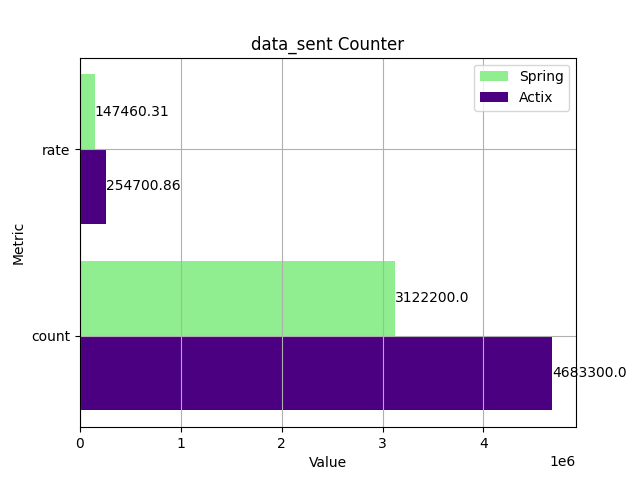 data_sent Counter
Spring
Actix
147460.31
rate
254700.86
Metric
3122200.0
count
4683300.0
0 1 2 3 4
Value
1e6